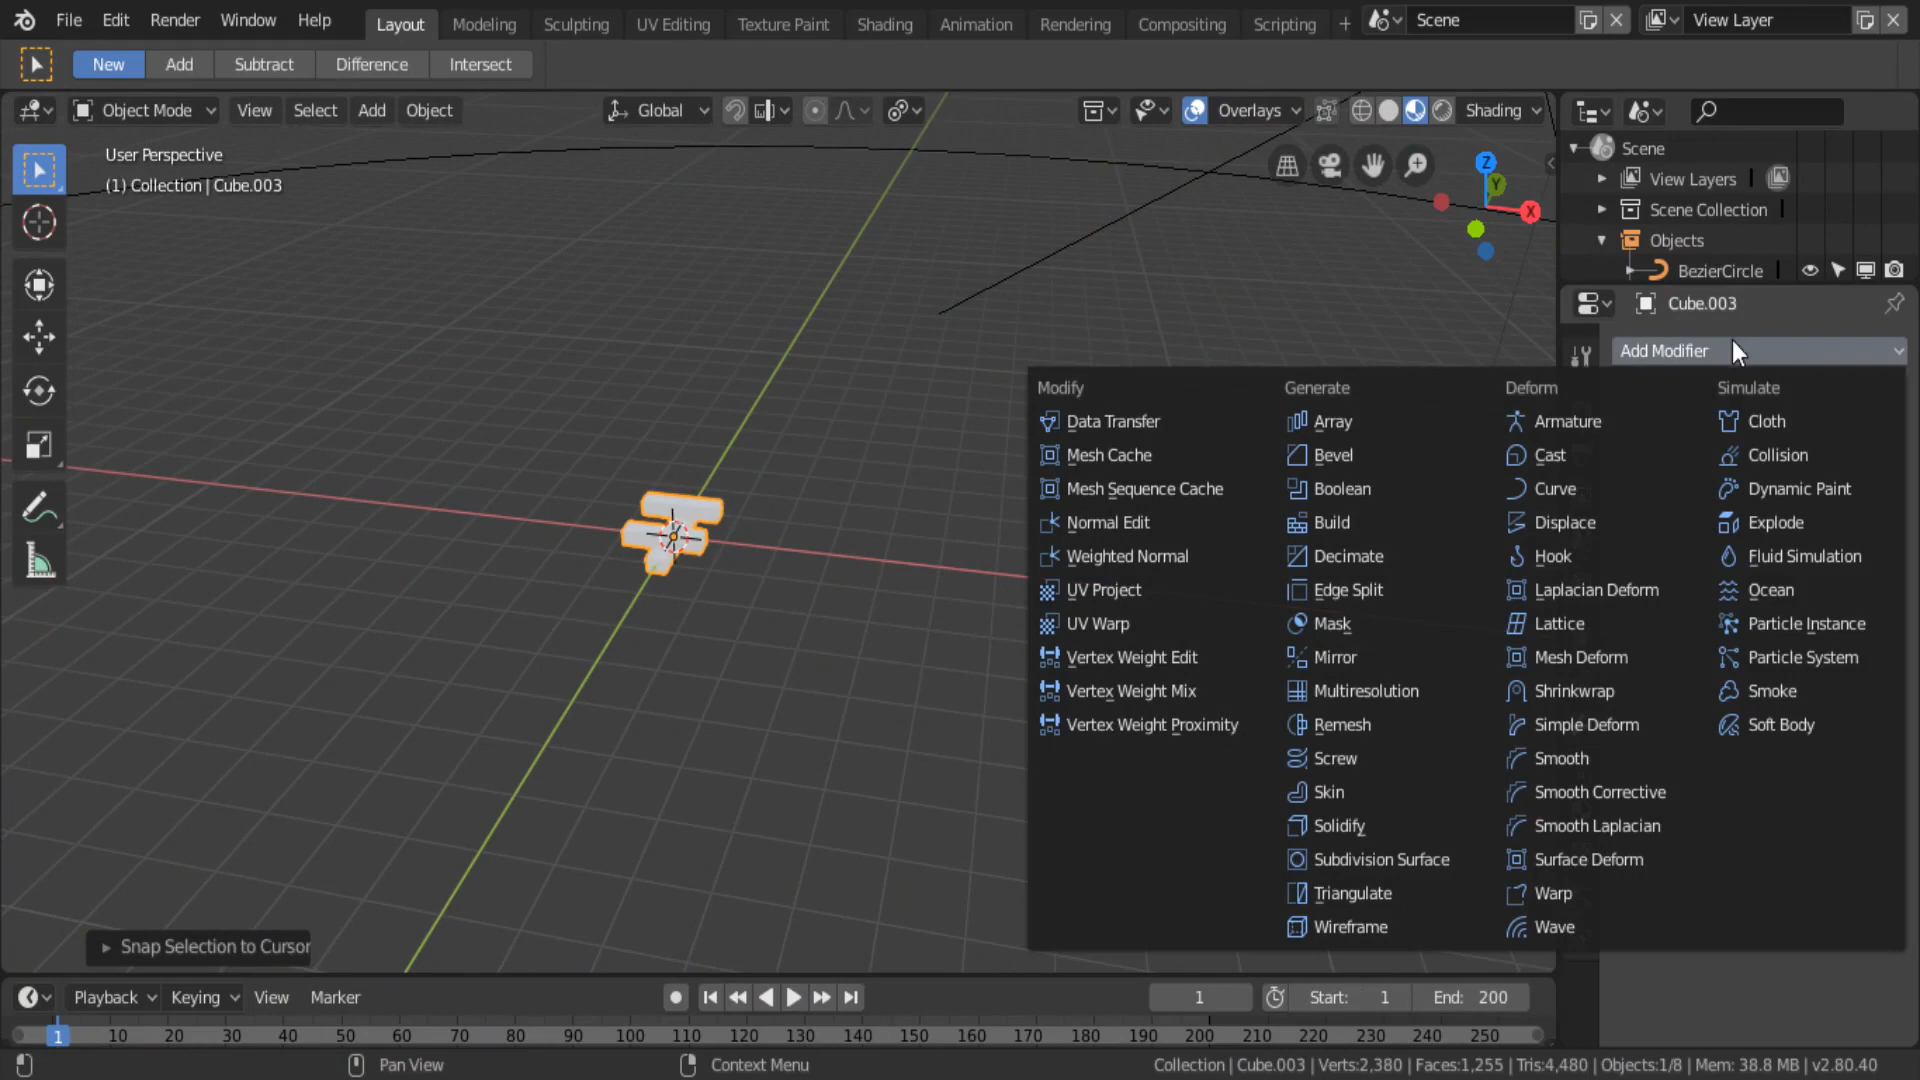 File Edit Render Window Help Layout Modeling Sculpting UV Editing Texture Paint Shading Animation Rendering Compositing Scripting + Scene View Layer
New Add Subtract Difference Intersect
Object Mode View Select Add Object Global Overlays Shading
User Perspective
(1) Collection | Cube.003
Z
Y
X
Scene
View Layers
Scene Collection
Objects
BezierCircle
Cube.003
Add Modifier
Modify Generate Deform Simulate
Data Transfer Array Armature Cloth
Mesh Cache Bevel Cast Collision
Mesh Sequence Cache Boolean Curve Dynamic Paint
Normal Edit Build Displace Explode
Weighted Normal Decimate Hook Fluid Simulation
UV Project Edge Split Laplacian Deform Ocean
UV Warp Mask Lattice Particle Instance
Vertex Weight Edit Mirror Mesh Deform Particle System
Vertex Weight Mix Multiresolution Shrinkwrap Smoke
Vertex Weight Proximity Remesh Simple Deform Soft Body
Screw Smooth
Skin Smooth Corrective
Solidify Smooth Laplacian
Subdivision Surface Surface Deform
Triangulate Warp
Wireframe Wave
Snap Selection to Cursor
Playback Keying View Marker 1 Start: 1 End: 200
1 10 20 30 40 50 60 70 80 90 100 110 120 130 140 150 160 170 180 190 200 210 220 230 240 250
Pan View Context Menu Collection | Cube.003 | Verts:2,380 | Faces:1,255 | Tris:4,480 | Objects:1/8 | Mem: 38.8 MB | v2.80.40